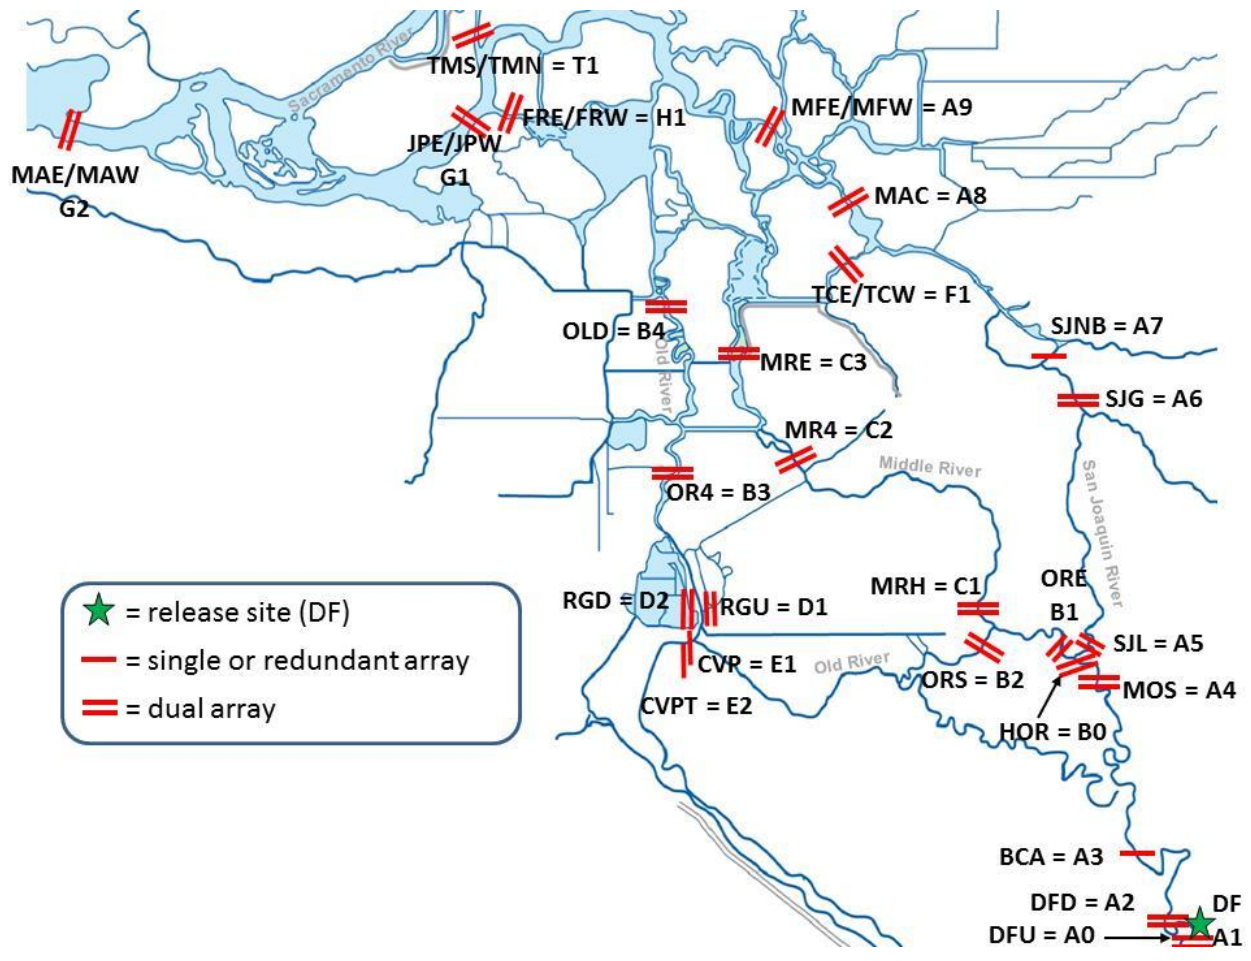 Sacramento River
TMS/TMN = T1
FRE/FRW = H1
MFE/MFW = A9
JPE/JPW
G1
MAE/MAW
G2
MAC = A8
TCE/TCW = F1
OLD = B4
SJNB = A7
Old River
MRE = C3
SJG = A6
MR4 = C2
Middle River
OR4 = B3
San Joaquin River
MRH = C1
ORE
B1
RGD = D2
RGU = D1
SJL = A5
= release site (DF)
= single or redundant array
= dual array
CVP = E1
Old River
ORS = B2
MOS = A4
CVPT = E2
HOR = B0
BCA = A3
DFD = A2
DF
DFU = A0
A1